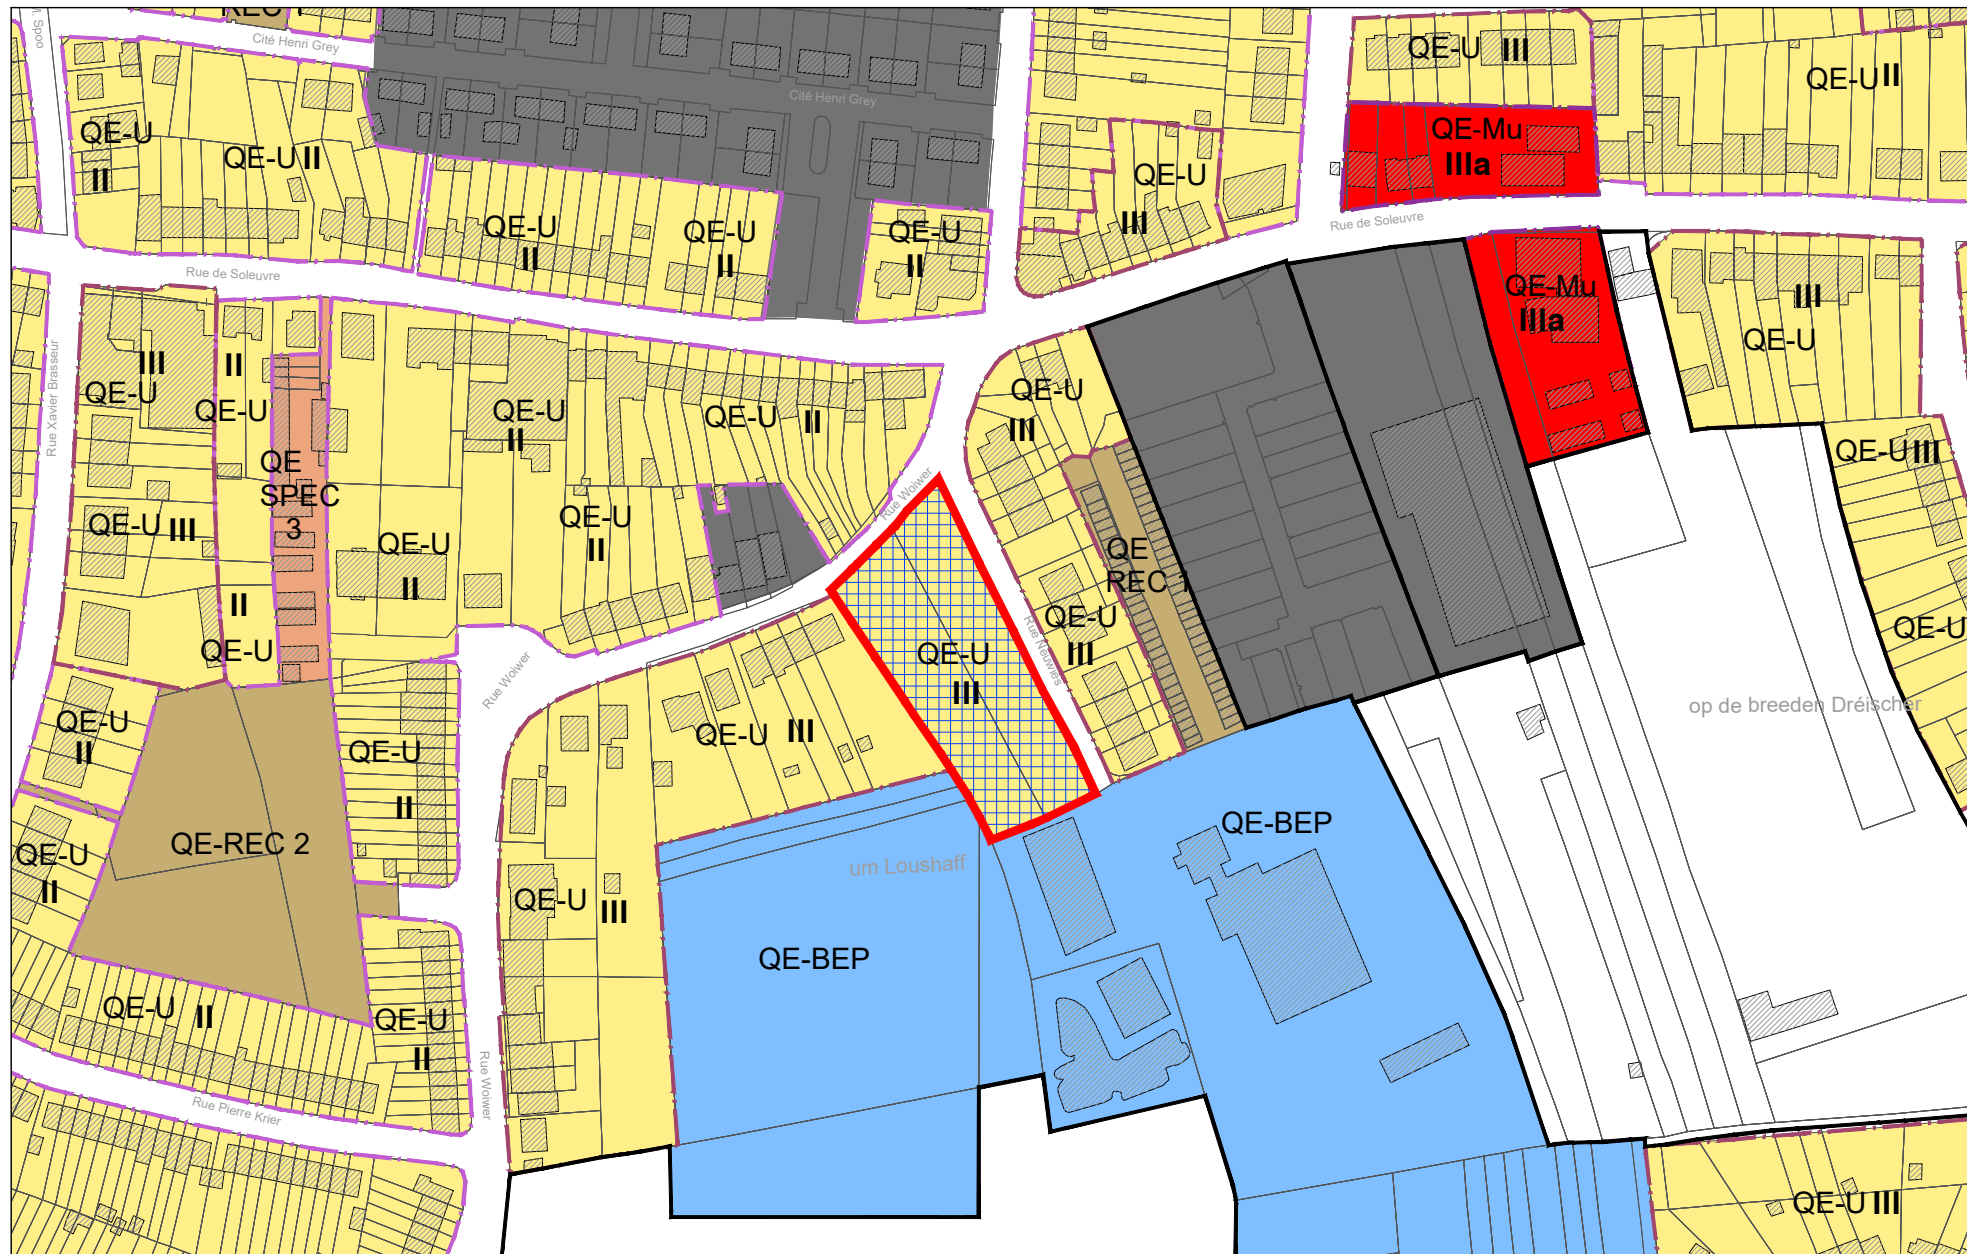 REC 1
Cité Henri Grey
QE-U III
QE-U II
Cité Henri Grey
QE-U
II
QE-U II
QE-Mu
IIIa
QE-U
III
QE-U
II
QE-U
II
QE-U
II
Rue de Soleuvre
Rue de Soleuvre
QE-Mu
IIIa
III
QE-U
Rue Xavier Brasseur
III
QE-U
II
QE-U
QE-U
II
QE-U II
QE-U
III
QE-U III
QE
SPEC
3
Rue Woiwer
QE-U III
QE-U
II
QE-U
II
QE
REC 1
II
QE-U
QE-U
III
QE-U
III
Rue Neuwies
QE-U
Rue Woiwer
QE-U
II
QE-U III
op de breeden Dréischer
QE-U
II
QE-REC 2
QE-BEP
QE-U
II
um Loushaff
QE-U III
QE-BEP
QE-U II
QE-U
II
Rue Woiwer
Rue Pierre Krier
QE-U III